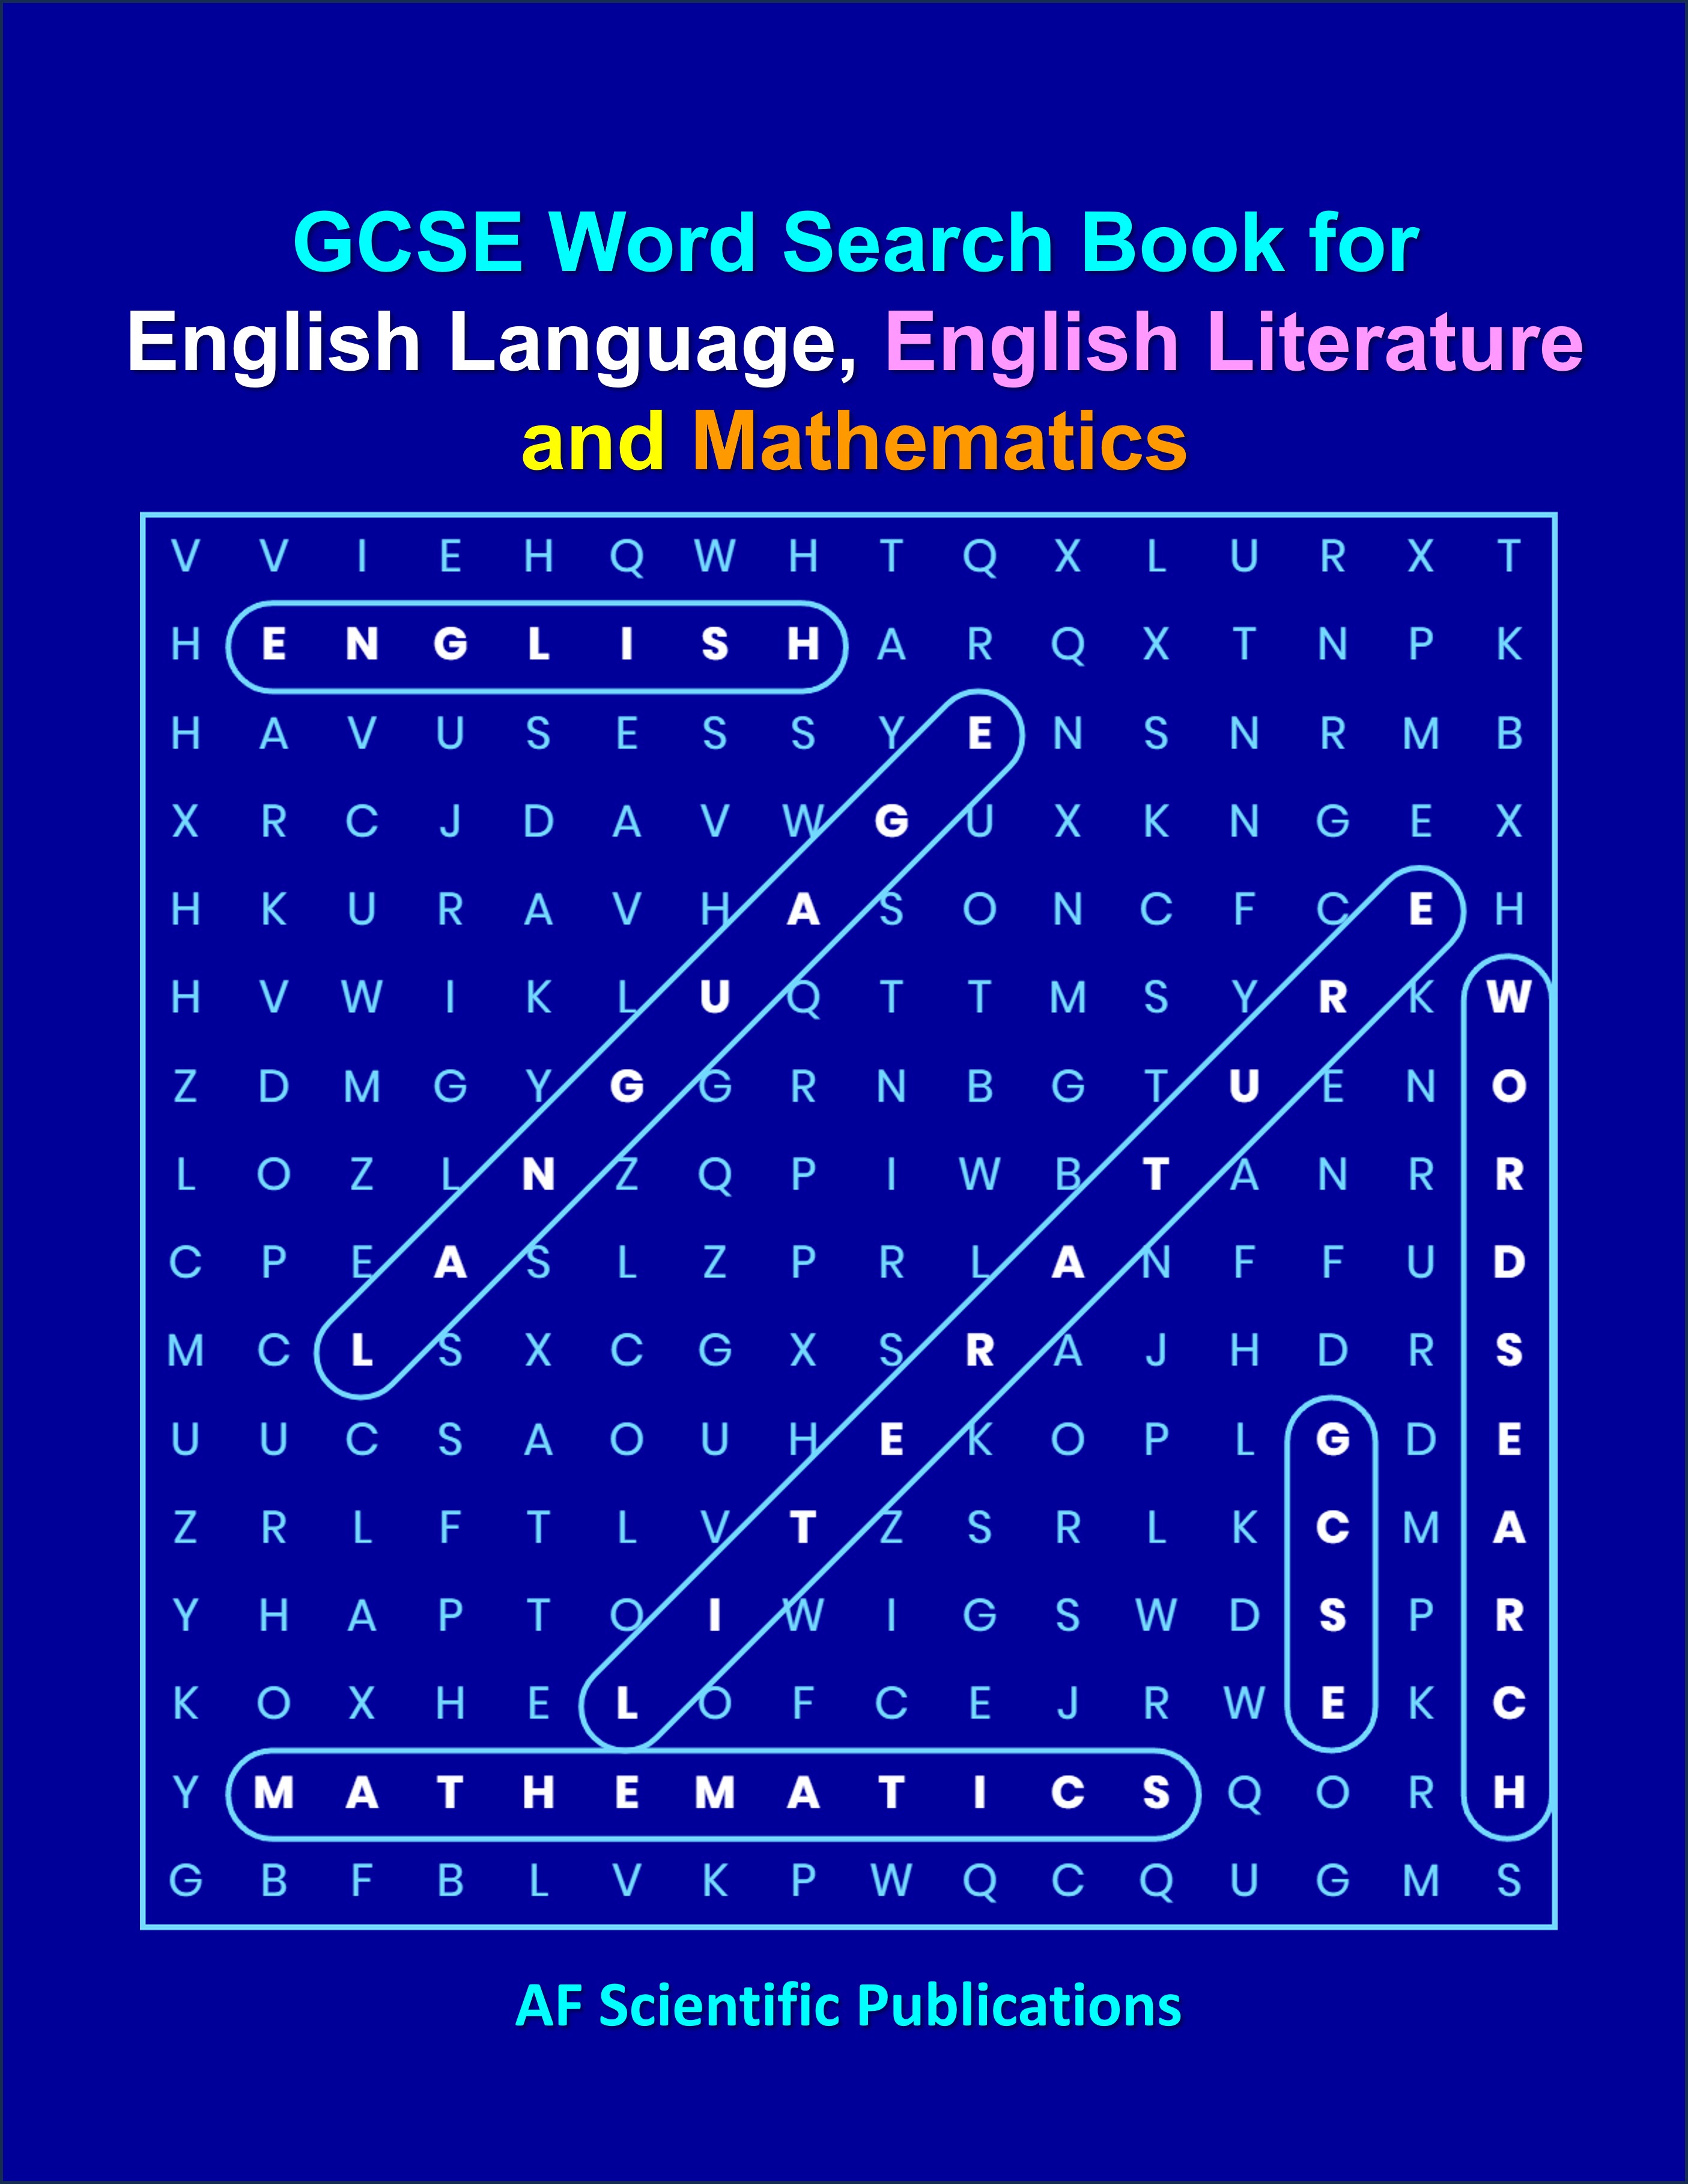 GCSE Word Search Book for
English Language, English Literature
and Mathematics
V V I E H Q W H T Q X L U R X T
H E N G L I S H A R Q X T N P K
H A V U S E S S Y E N S N R M B
X R C J D A V W G U X K N G E X
H K U R A V H A S O N C F C E H
H V W I K L U Q T T M S Y R K W
Z D M G Y G G R N B G T U E N O
L O Z L N Z Q P I W B T A N R R
C P E A S L Z P R L A N F F U D
M C L S X C G X S R A J H D R S
U U C S A O U H E K O P L G D E
Z R L F T L V T Z S R L K C M A
Y H A P T O I W I G S W D S P R
K O X H E L O F C E J R W E K C
Y M A T H E M A T I C S Q O R H
G B F B L V K P W Q C Q U G M S
AF Scientific Publications